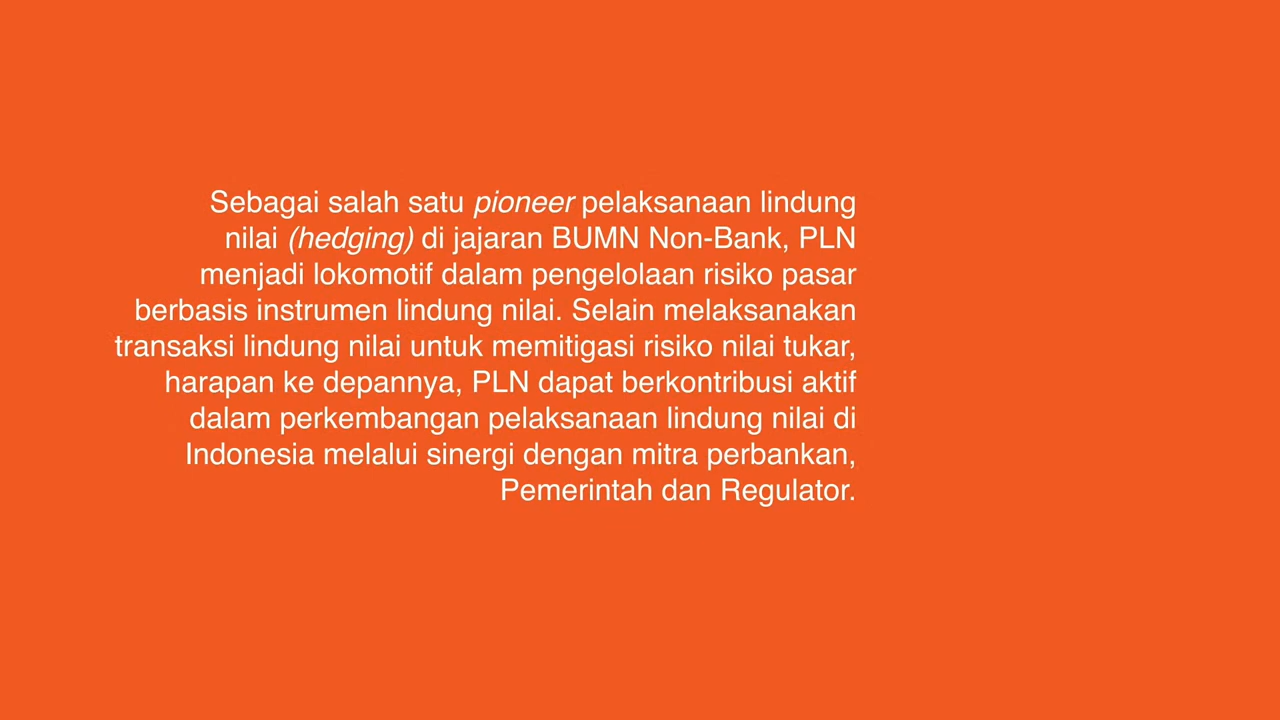 Sebagai salah satu pioneer pelaksanaan lindung
nilai (hedging) di jajaran BUMN Non-Bank, PLN
menjadi lokomotif dalam pengelolaan risiko pasar
berbasis instrumen lindung nilai. Selain melaksanakan
transaksi lindung nilai untuk memitigasi risiko nilai tukar,
harapan ke depannya, PLN dapat berkontribusi aktif
dalam perkembangan pelaksanaan lindung nilai di
Indonesia melalui sinergi dengan mitra perbankan,
Pemerintah dan Regulator.